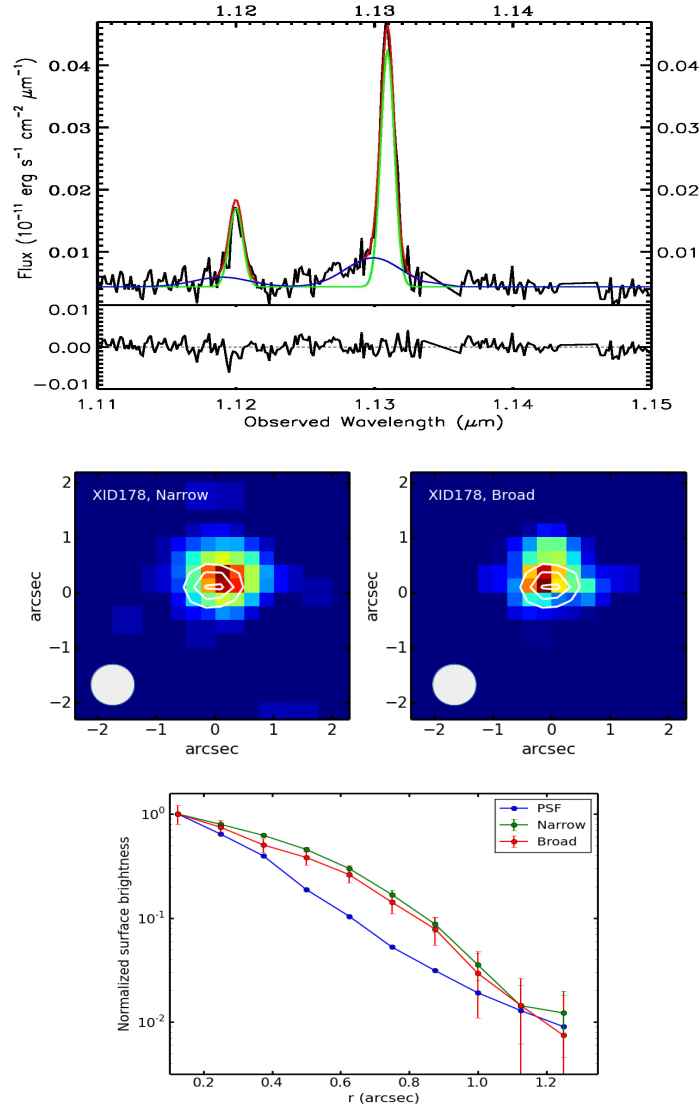 1.12 1.13 1.14
0.04 0.04
0.03 0.03
0.02 0.02
0.01 0.01
Flux (10⁻¹¹ erg s⁻¹ cm⁻² μm⁻¹)
0.01
0.00
−0.01
1.11 1.12 1.13 1.14 1.15
Observed Wavelength (μm)
XID178, Narrow
2
1
0
−1
−2
arcsec
−2 −1 0 1 2
arcsec
XID178, Broad
2
1
0
−1
−2
arcsec
−2 −1 0 1 2
arcsec
PSF
Narrow
Broad
10⁰
10⁻¹
10⁻²
Normalized surface brightness
0.2 0.4 0.6 0.8 1.0 1.2
r (arcsec)